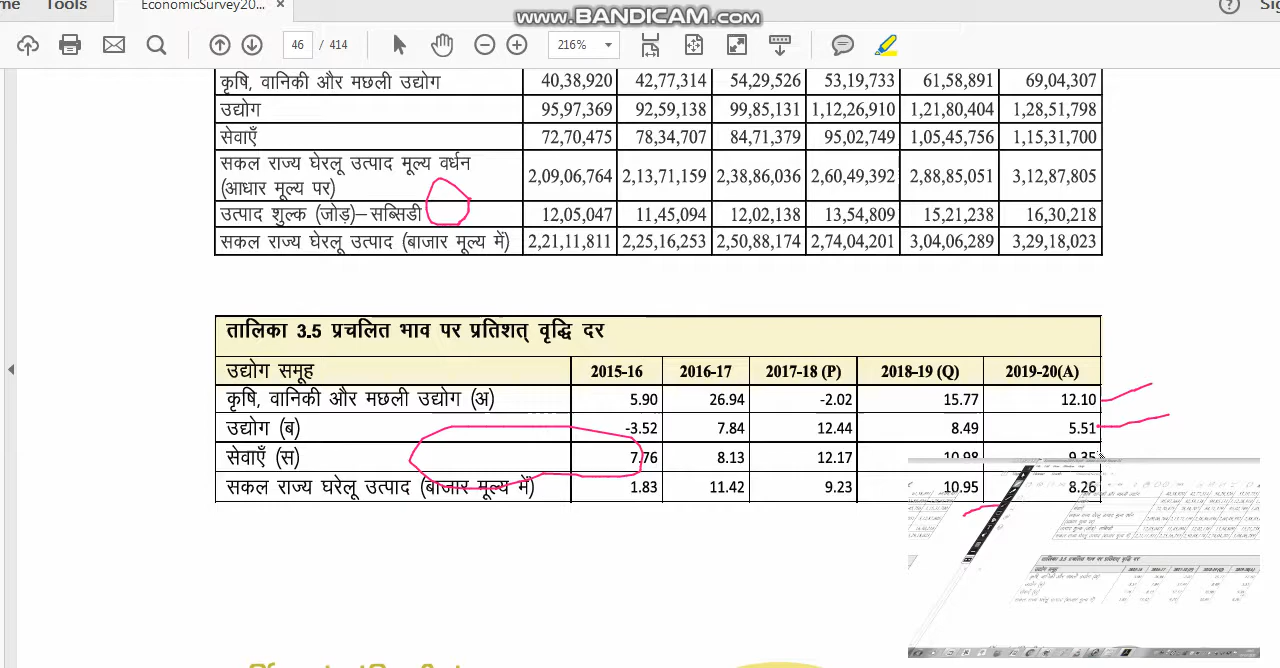 www.BANDICAM.com
me Tools EconomicSurvey20... ×
46 / 414 216%
कृषि, वानिकी और मछली उद्योग 40,38,920 42,77,314 54,29,526 53,19,733 61,58,891 69,04,307
उद्योग 95,97,369 92,59,138 99,85,131 1,12,26,910 1,21,80,404 1,28,51,798
सेवाएँ 72,70,475 78,34,707 84,71,379 95,02,749 1,05,45,756 1,15,31,700
सकल राज्य घेरलू उत्पाद मूल्य वर्धन
(आधार मूल्य पर) 2,09,06,764 2,13,71,159 2,38,86,036 2,60,49,392 2,88,85,051 3,12,87,805
उत्पाद शुल्क (जोड़)–सब्सिडी 12,05,047 11,45,094 12,02,138 13,54,809 15,21,238 16,30,218
सकल राज्य घेरलू उत्पाद (बाजार मूल्य में) 2,21,11,811 2,25,16,253 2,50,88,174 2,74,04,201 3,04,06,289 3,29,18,023
तालिका 3.5 प्रचलित भाव पर प्रतिशत् वृद्धि दर
उद्योग समूह 2015-16 2016-17 2017-18 (P) 2018-19 (Q) 2019-20(A)
कृषि, वानिकी और मछली उद्योग (अ) 5.90 26.94 -2.02 15.77 12.10
उद्योग (ब) -3.52 7.84 12.44 8.49 5.51
सेवाएँ (स) 7.76 8.13 12.17 10.98 9.35
सकल राज्य घरेलू उत्पाद (बाजार मूल्य में) 1.83 11.42 9.23 10.95 8.26